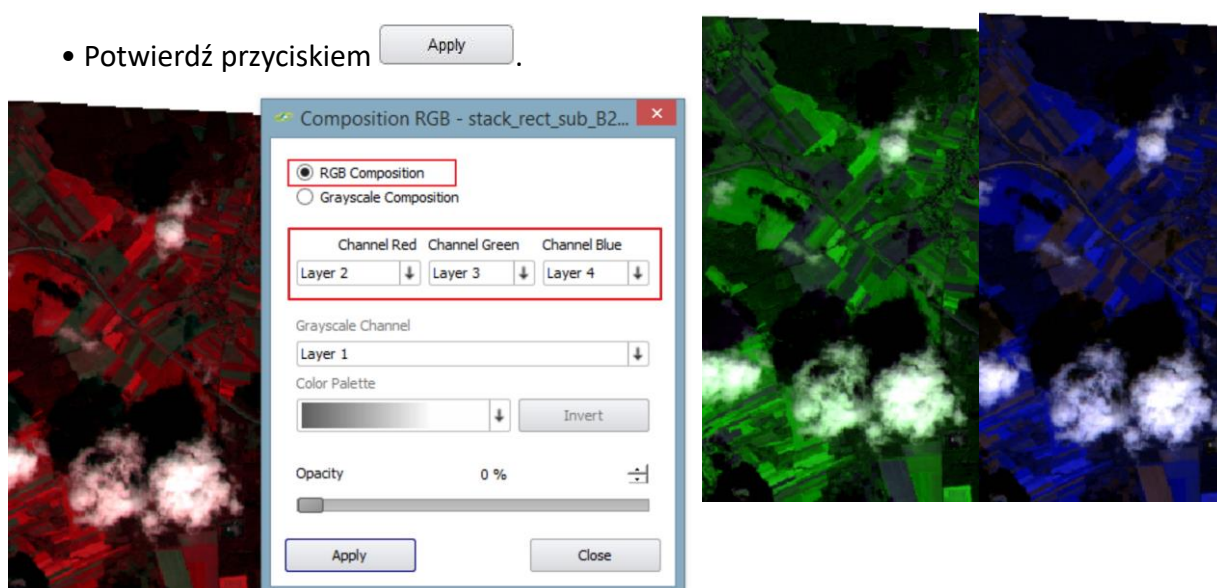 • Potwierdź przyciskiem Apply .
Composition RGB - stack_rect_sub_B2...
RGB Composition
Grayscale Composition
Channel Red Channel Green Channel Blue
Layer 2 Layer 3 Layer 4
Grayscale Channel
Layer 1
Color Palette
Invert
Opacity 0 %
Apply Close